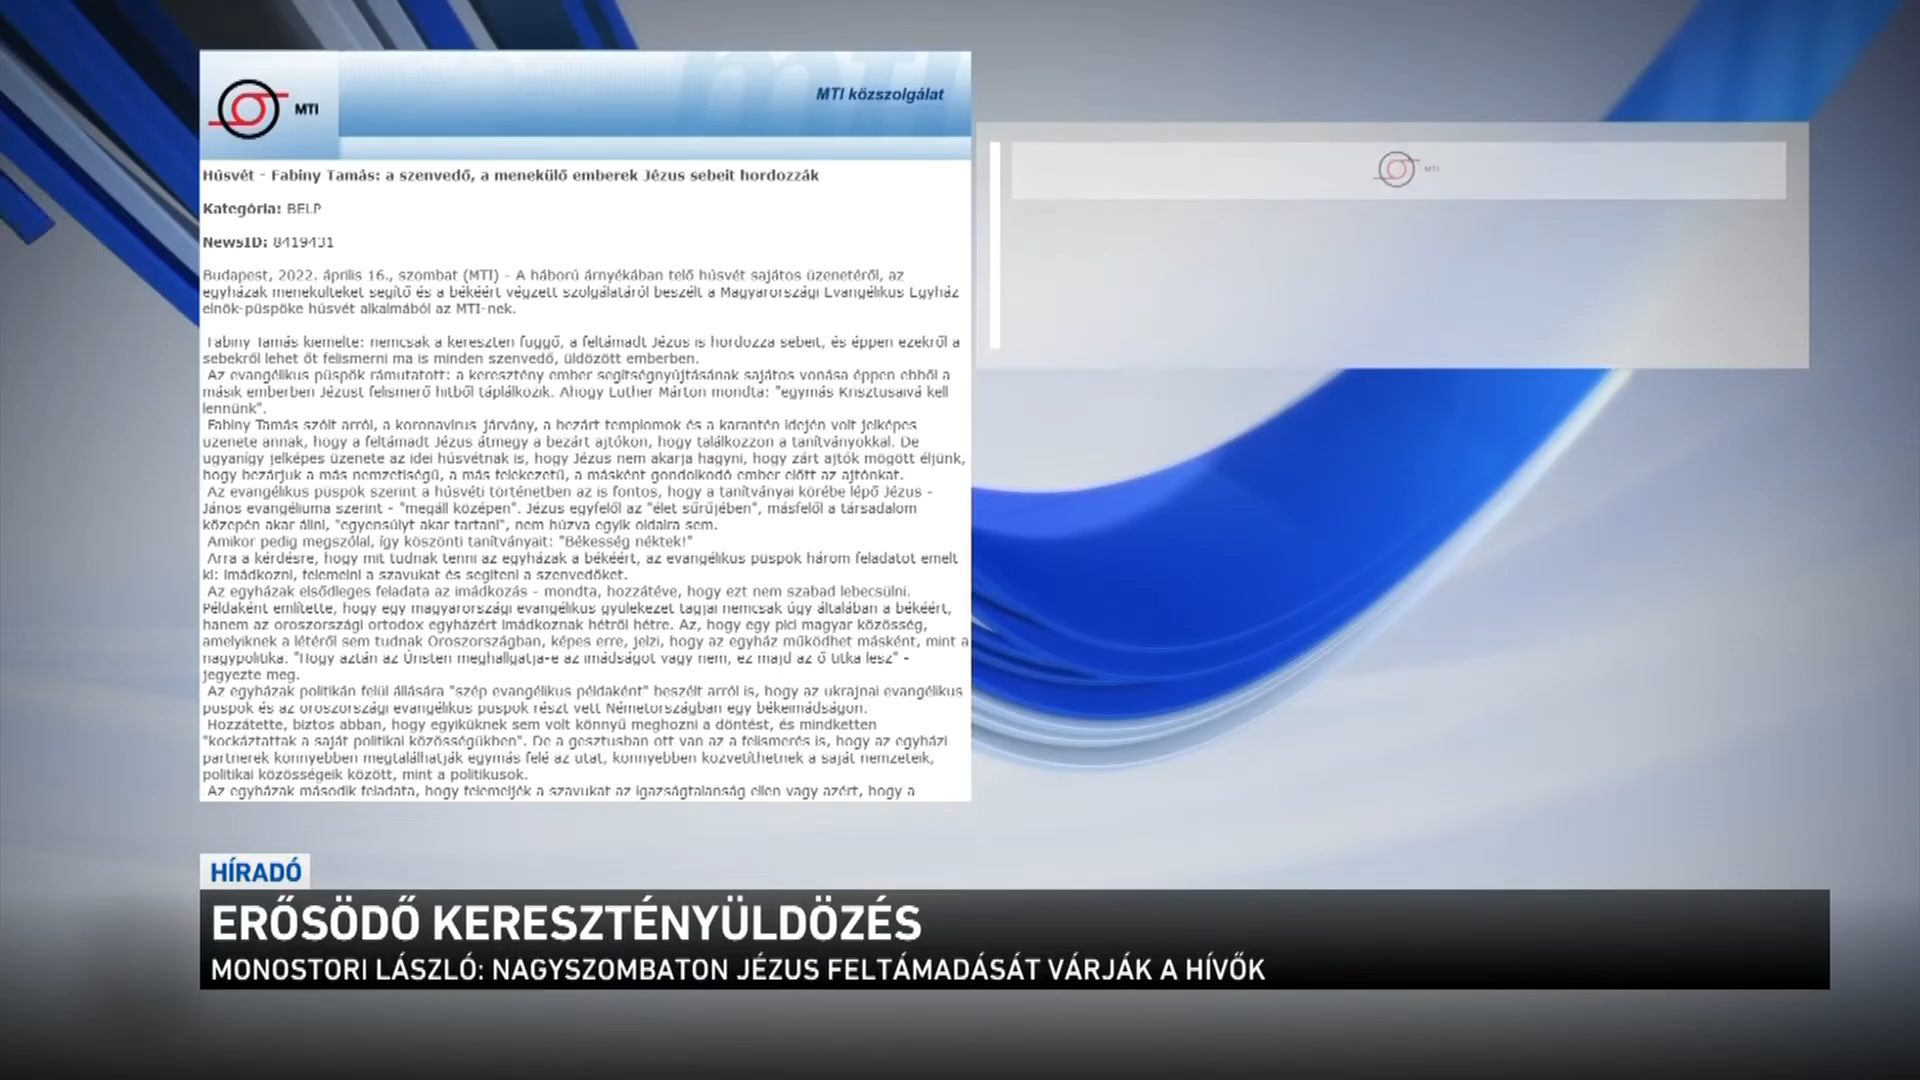 MTI
MTI közszolgálat
Húsvét - Fabiny Tamás: a szenvedő, a menekülő emberek Jézus sebeit hordozzák
Kategória: BELP
NewsID: 8419431
Budapest, 2022. április 16., szombat (MTI) - A háború árnyékában telő húsvét sajátos üzenetéről, az
egyházak menekülteket segítő és a békéért végzett szolgálatáról beszélt a Magyarországi Evangélikus Egyház
elnök-püspöke húsvét alkalmából az MTI-nek.
Fabiny Tamás kiemelte: nemcsak a kereszten függő, a feltámadt Jézus is hordozza sebeit, és éppen ezekről a
sebekről lehet őt felismerni ma is minden szenvedő, üldözött emberben.
Az evangélikus püspök rámutatott: a keresztény ember segítségnyújtásának sajátos vonása éppen ebből a
másik emberben Jézust felismerő hitből táplálkozik. Ahogy Luther Márton mondta: "egymás Krisztusaivá kell
lennünk".
Fabiny Tamás szólt arról, a koronavírus-járvány, a bezárt templomok és a karantén idején volt jelképes
üzenete annak, hogy a feltámadt Jézus átmegy a bezárt ajtókon, hogy találkozzon a tanítványokkal. De
ugyanígy jelképes üzenete az idei húsvétnak is, hogy Jézus nem akarja hagyni, hogy zárt ajtók mögött éljünk,
hogy bezárjuk a más nemzetiségű, a más felekezetű, a másként gondolkodó ember előtt az ajtónkat.
Az evangélikus püspök szerint a húsvéti történetben az is fontos, hogy a tanítványai körébe lépő Jézus -
János evangéliuma szerint - "megáll középen". Jézus egyfelől az "élet sűrűjében", másfelől a társadalom
közepén akar állni, "egyensúlyt akar tartani", nem húzva egyik oldalra sem.
Amikor pedig megszólal, így köszönti tanítványait: "Békesség néktek!"
Arra a kérdésre, hogy mit tudnak tenni az egyházak a békéért, az evangélikus püspök három feladatot emelt
ki: imádkozni, felemelni a szavukat és segíteni a szenvedőket.
Az egyházak elsődleges feladata az imádkozás - mondta, hozzátéve, hogy ezt nem szabad lebecsülni.
Példaként említette, hogy egy magyarországi evangélikus gyülekezet tagjai nemcsak úgy általában a békéért,
hanem az oroszországi ortodox egyházért imádkoznak hétről hétre. Az, hogy egy pici magyar közösség,
amelyiknek a létéről sem tudnak Oroszországban, képes erre, jelzi, hogy az egyház működhet másként, mint a
nagypolitika. "Hogy aztán az Úristen meghallgatja-e az imádságot vagy nem, ez majd az ő titka lesz" -
jegyezte meg.
Az egyházak politikán felül állására "szép evangélikus példaként" beszélt arról is, hogy az ukrajnai evangélikus
püspök és az oroszországi evangélikus püspök részt vett Németországban egy békeimádságon.
Hozzátette, biztos abban, hogy egyiküknek sem volt könnyű meghozni a döntést, és mindketten
"kockáztattak a saját politikai közösségükben". De a gesztusban ott van az a felismerés is, hogy az egyházi
partnerek könnyebben megtalálhatják egymás felé az utat, könnyebben közvetíthetnek a saját nemzeteik,
politikai közösségeik között, mint a politikusok.
Az egyházak második feladata, hogy felemeljék a szavukat az igazságtalanság ellen vagy azért, hogy a
MTI
HÍRADÓ
ERŐSÖDŐ KERESZTÉNYÜLDÖZÉS
MONOSTORI LÁSZLÓ: NAGYSZOMBATON JÉZUS FELTÁMADÁSÁT VÁRJÁK A HÍVŐK